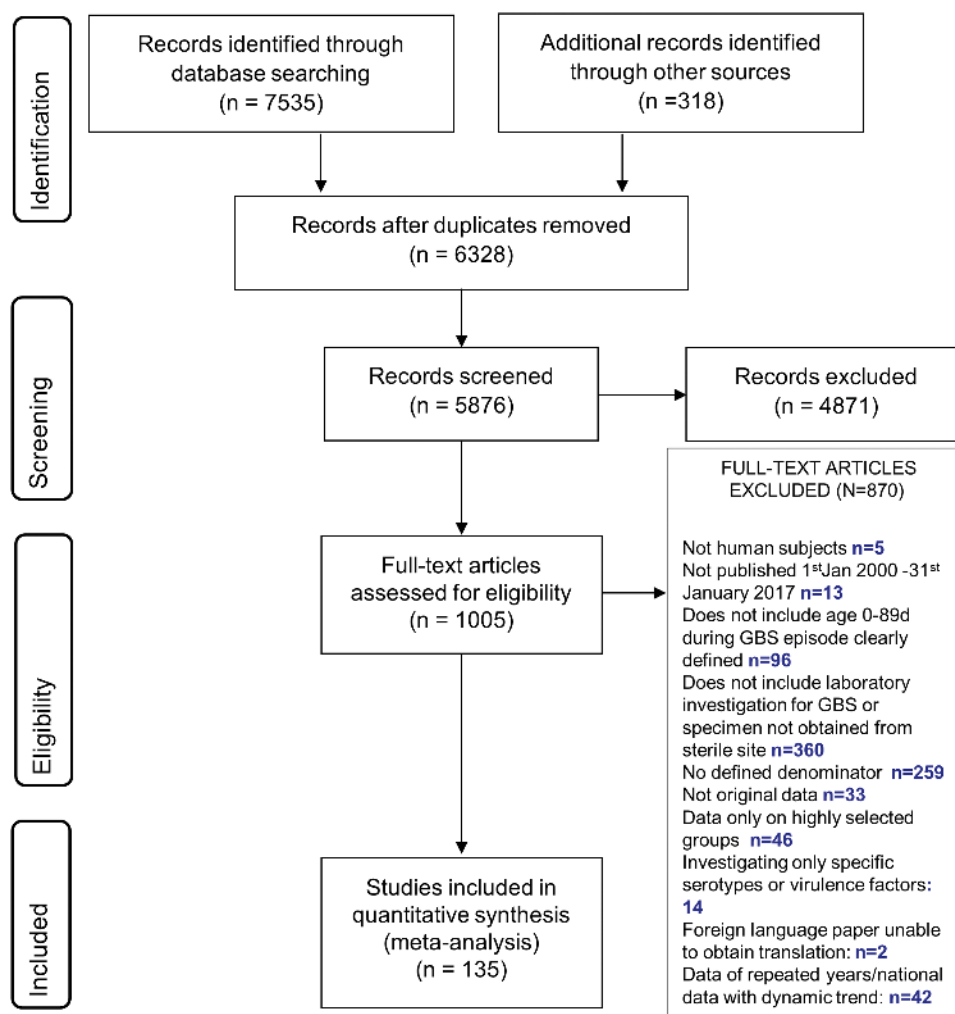 Identification
Records identified through
database searching
(n = 7535)
Additional records identified
through other sources
(n =318)
Records after duplicates removed
(n = 6328)
Screening
Records screened
(n = 5876)
Records excluded
(n = 4871)
Eligibility
Full-text articles
assessed for eligibility
(n = 1005)
FULL-TEXT ARTICLES
EXCLUDED (N=870)
Not human subjects n=5
Not published 1stJan 2000 -31st
January 2017 n=13
Does not include age 0-89d
during GBS episode clearly
defined n=96
Does not include laboratory
investigation for GBS or
specimen not obtained from
sterile site n=360
No defined denominator n=259
Not original data n=33
Data only on highly selected
groups n=46
Investigating only specific
serotypes or virulence factors:
14
Foreign language paper unable
to obtain translation: n=2
Data of repeated years/national
data with dynamic trend: n=42
Included
Studies included in
quantitative synthesis
(meta-analysis)
n = 135)